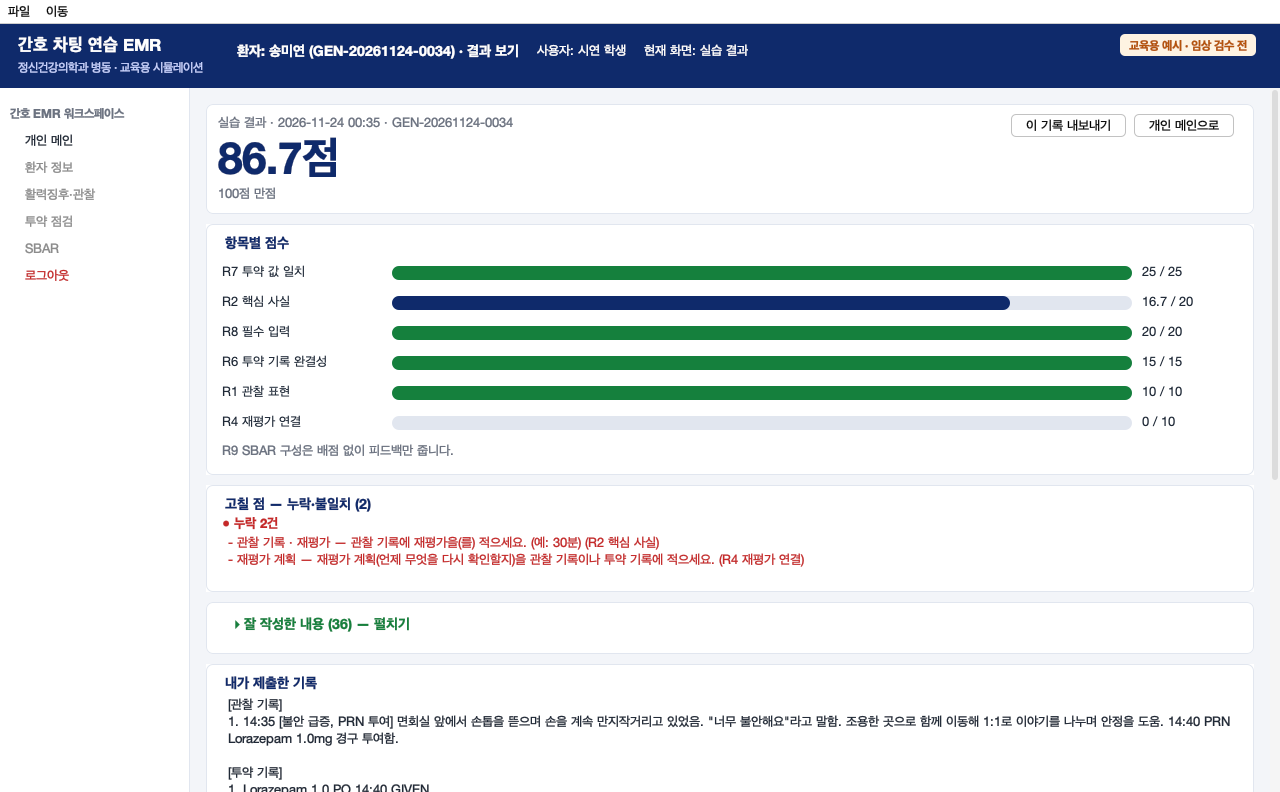 파일 이동
간호 차팅 연습 EMR
정신건강의학과 병동 · 교육용 시뮬레이션
환자: 송미연 (GEN-20261124-0034) · 결과 보기 사용자: 시연 학생 현재 화면: 실습 결과
교육용 예시 · 임상 검수 전
간호 EMR 워크스페이스
개인 메인
환자 정보
활력징후·관찰
투약 점검
SBAR
로그아웃
실습 결과 · 2026-11-24 00:35 · GEN-20261124-0034
이 기록 내보내기 개인 메인으로
86.7점
100점 만점
항목별 점수
R7 투약 값 일치 25 / 25
R2 핵심 사실 16.7 / 20
R8 필수 입력 20 / 20
R6 투약 기록 완결성 15 / 15
R1 관찰 표현 10 / 10
R4 재평가 연결 0 / 10
R9 SBAR 구성은 배점 없이 피드백만 줍니다.
고칠 점 — 누락·불일치 (2)
● 누락 2건
- 관찰 기록 · 재평가 — 관찰 기록에 재평가을(를) 적으세요. (예: 30분) (R2 핵심 사실)
- 재평가 계획 — 재평가 계획(언제 무엇을 다시 확인할지)을 관찰 기록이나 투약 기록에 적으세요. (R4 재평가 연결)
잘 작성한 내용 (36) — 펼치기
내가 제출한 기록
[관찰 기록]
1. 14:35 [불안 급증, PRN 투여] 면회실 앞에서 손톱을 뜯으며 손을 계속 만지작거리고 있었음. "너무 불안해요"라고 말함. 조용한 곳으로 함께 이동해 1:1로 이야기를 나누며 안정을 도움. 14:40 PRN
Lorazepam 1.0mg 경구 투여함.
[투약 기록]
1. Lorazepam 1.0 PO 14:40 GIVEN